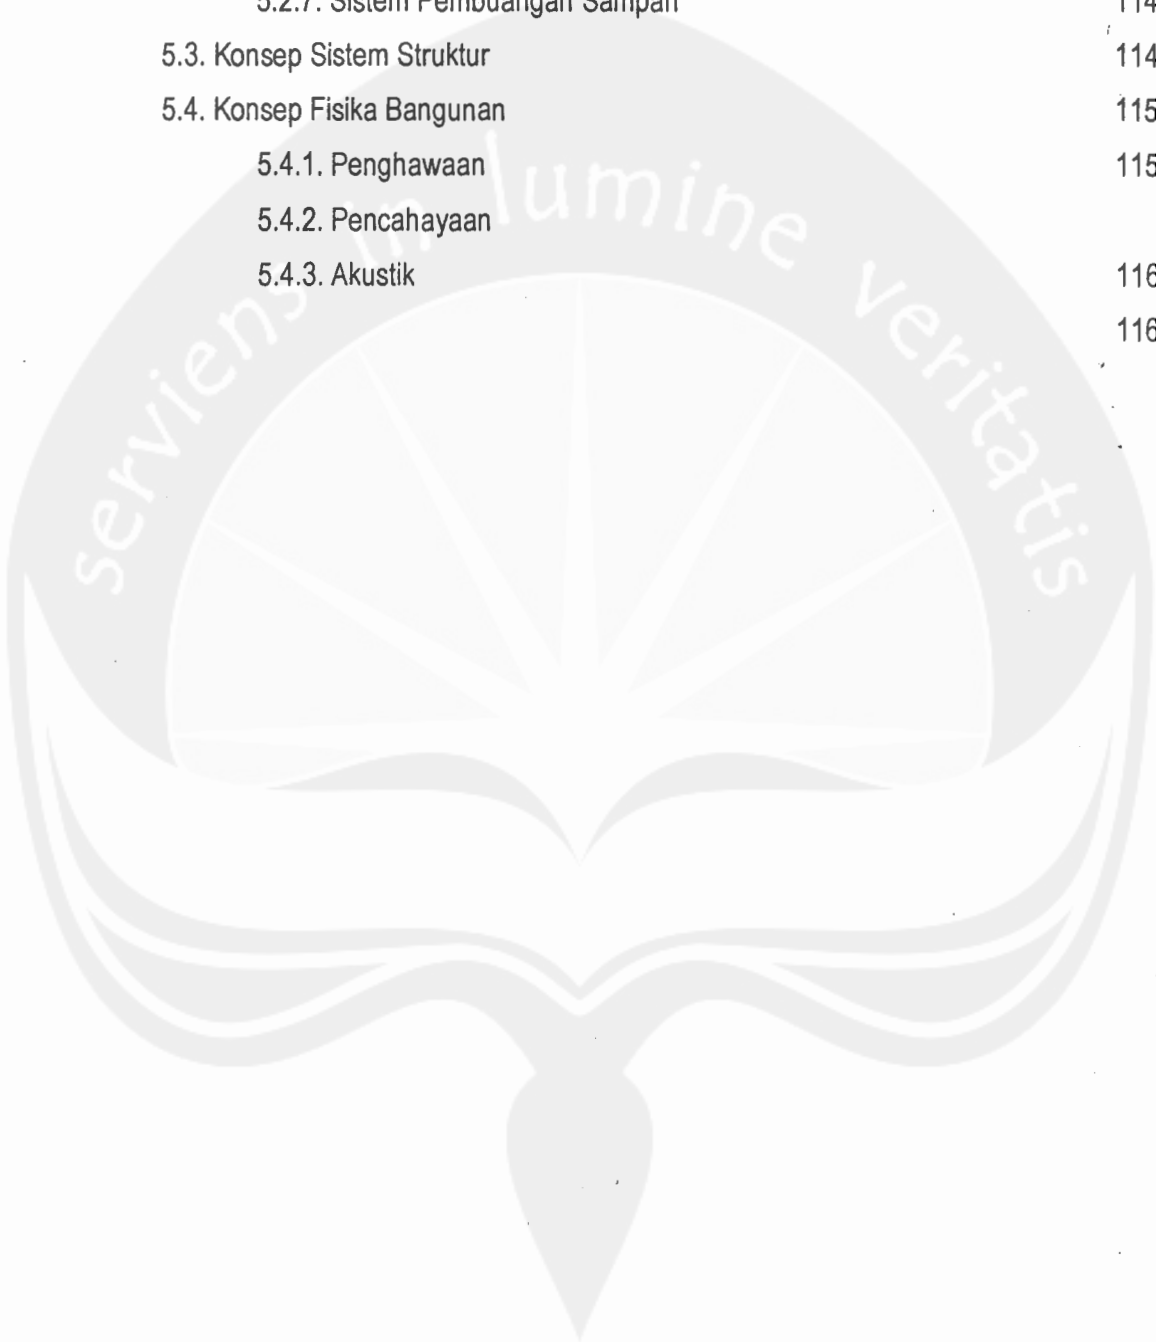 5.2.7. Sistem Pembuangan Sampah 114
5.3. Konsep Sistem Struktur 114
5.4. Konsep Fisika Bangunan 115
5.4.1. Penghawaan 115
5.4.2. Pencahayaan
5.4.3. Akustik 116
116
serviens in lumine veritatis